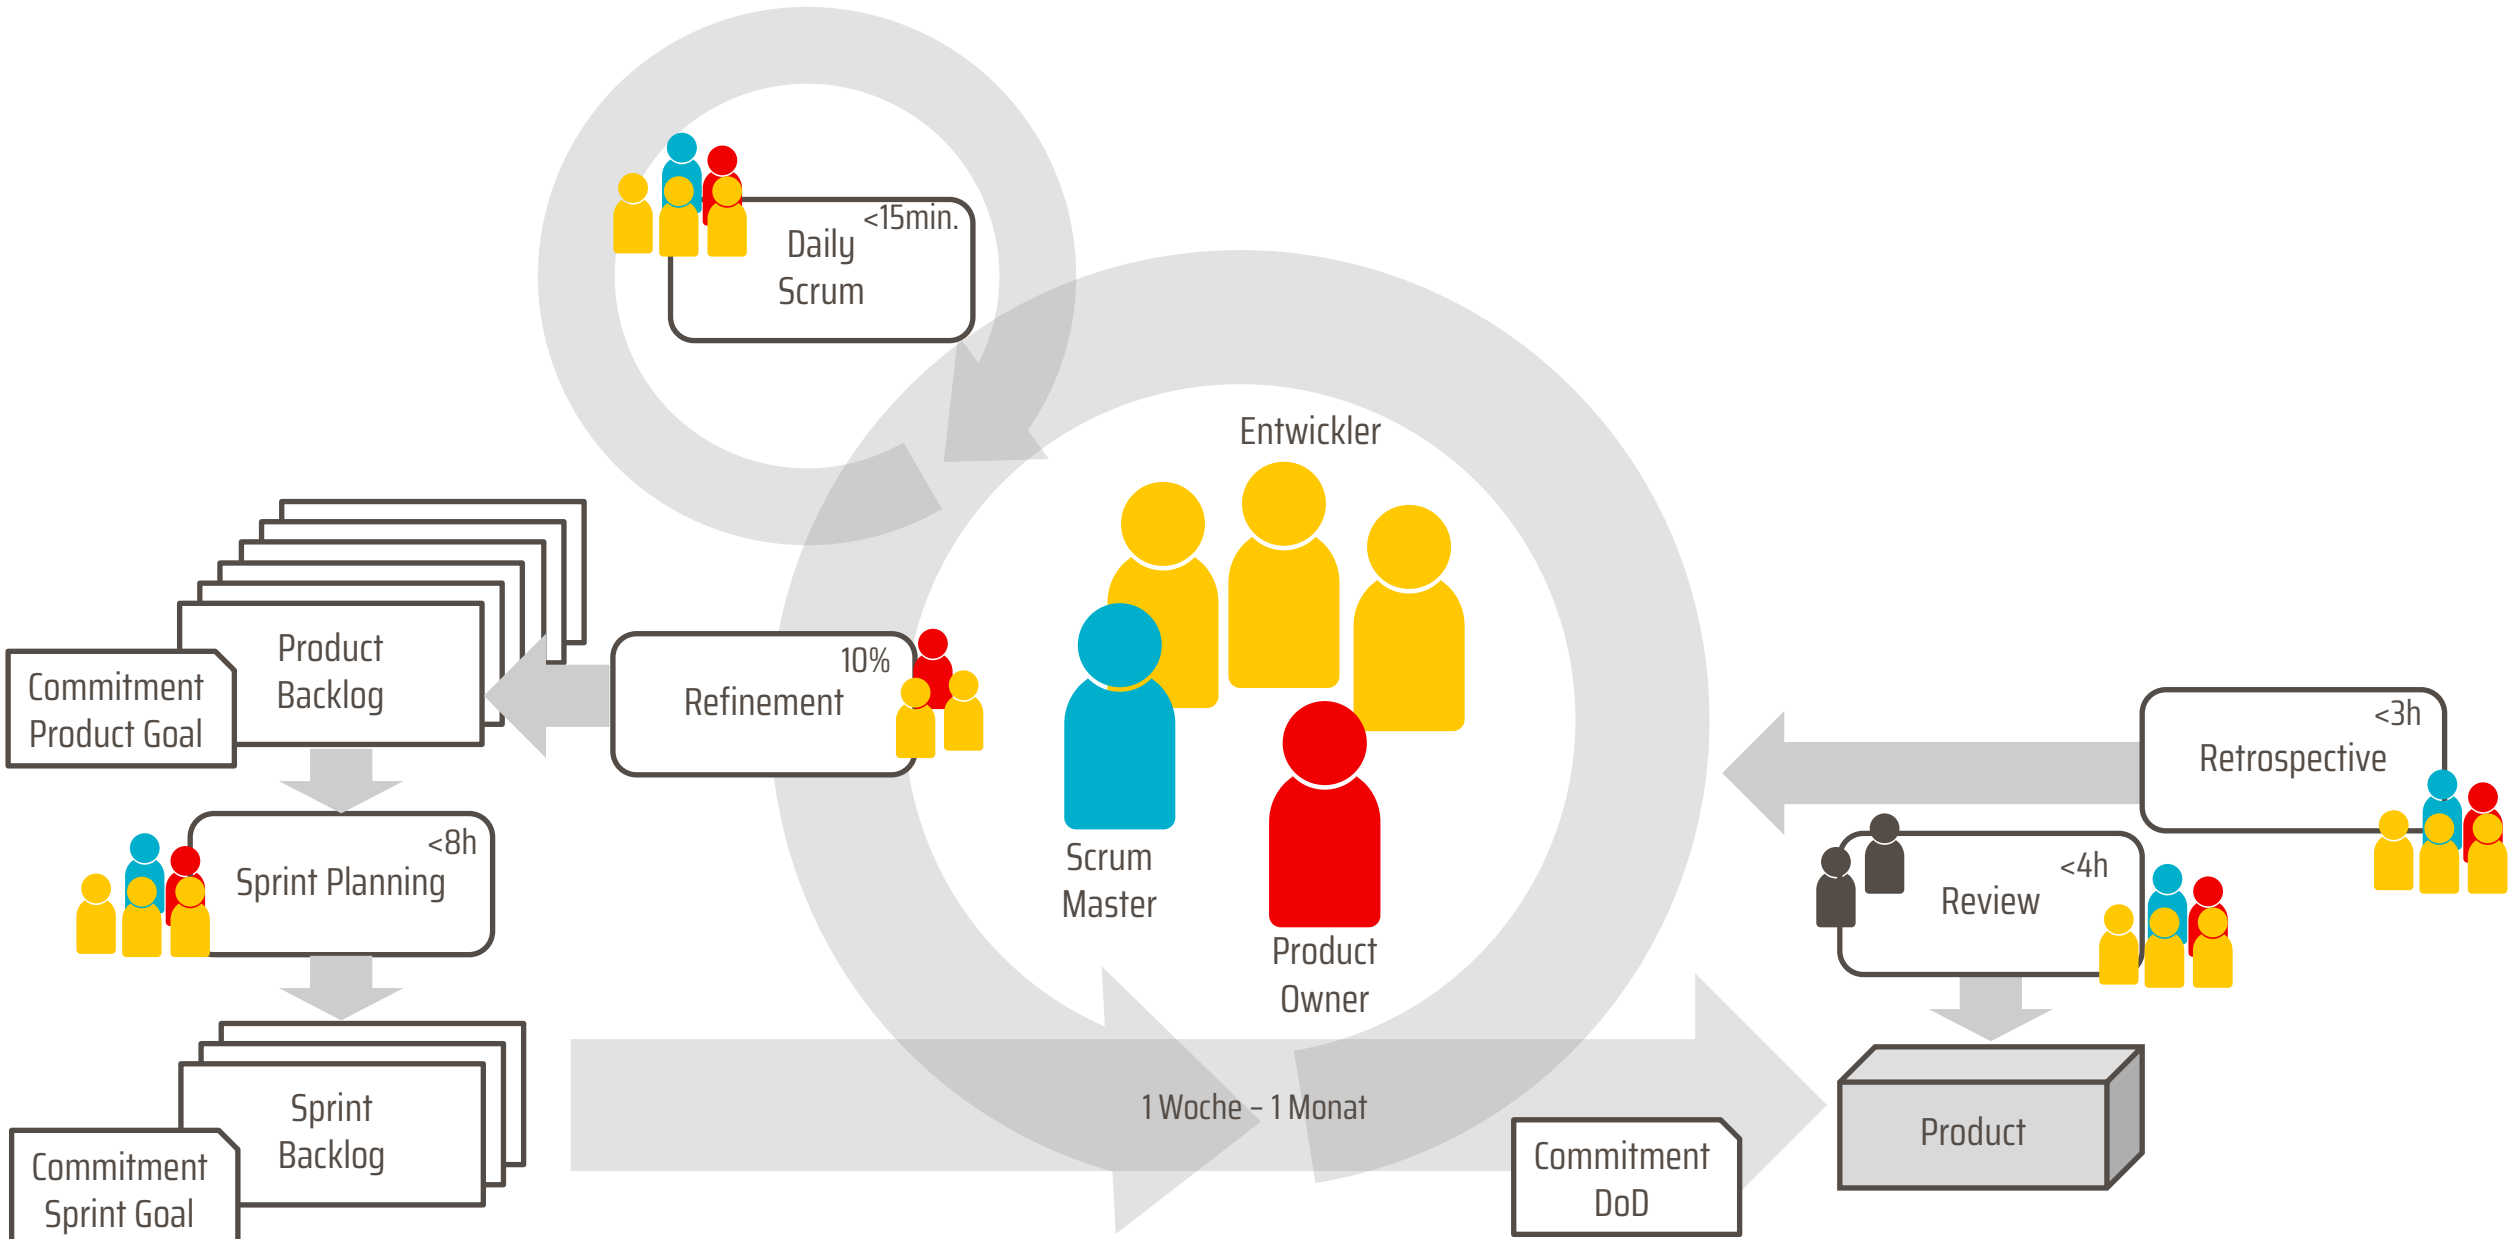 <15min.
Daily
Scrum
Entwickler
Product
Backlog
Commitment
Product Goal
10%
Refinement
<3h
Retrospective
<8h
Sprint Planning
Scrum
Master
<4h
Review
Product
Owner
Sprint
Backlog
Commitment
Sprint Goal
1 Woche – 1 Monat
Commitment
DoD
Product